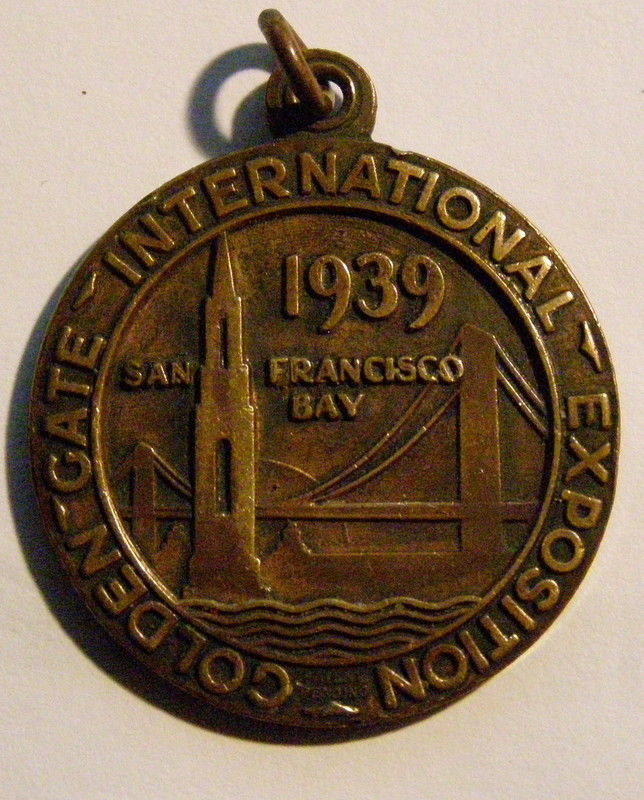 GOLDEN GATE INTERNATIONAL EXPOSITION
1939
SAN FRANCISCO
BAY